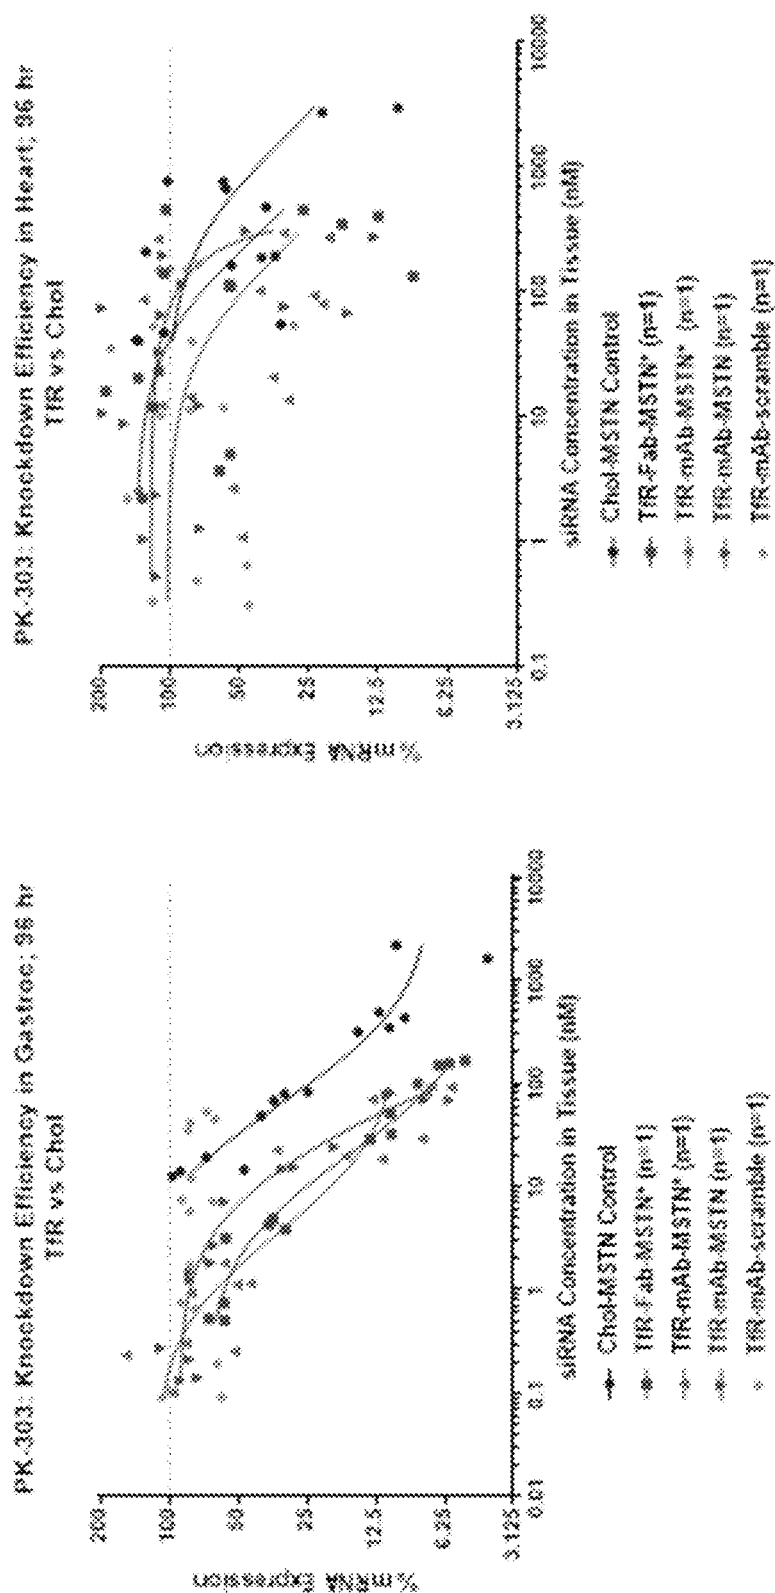 PK-303: Knockdown Efficiency in Gastroc; 96 hr
TfR vs Chol
% mRNA Expression
200
100
50
25
12.5
6.25
3.125
0.01
0.1
1
10
100
1000
10000
siRNA Concentration in Tissue (nM)
Chol-MSTN Control
TfR-Fab-MSTN* (n=1)
TfR-mAb-MSTN* (n=1)
TfR-mAb-MSTN (n=1)
TfR-mAb-scramble (n=1)
PK-303: Knockdown Efficiency in Heart; 96 hr
TfR vs Chol
% mRNA Expression
200
100
50
25
12.5
6.25
3.125
0.1
1
10
100
1000
10000
siRNA Concentration in Tissue (nM)
Chol-MSTN Control
TfR-Fab-MSTN* (n=1)
TfR-mAb-MSTN* (n=1)
TfR-mAb-MSTN (n=1)
TfR-mAb-scramble (n=1)